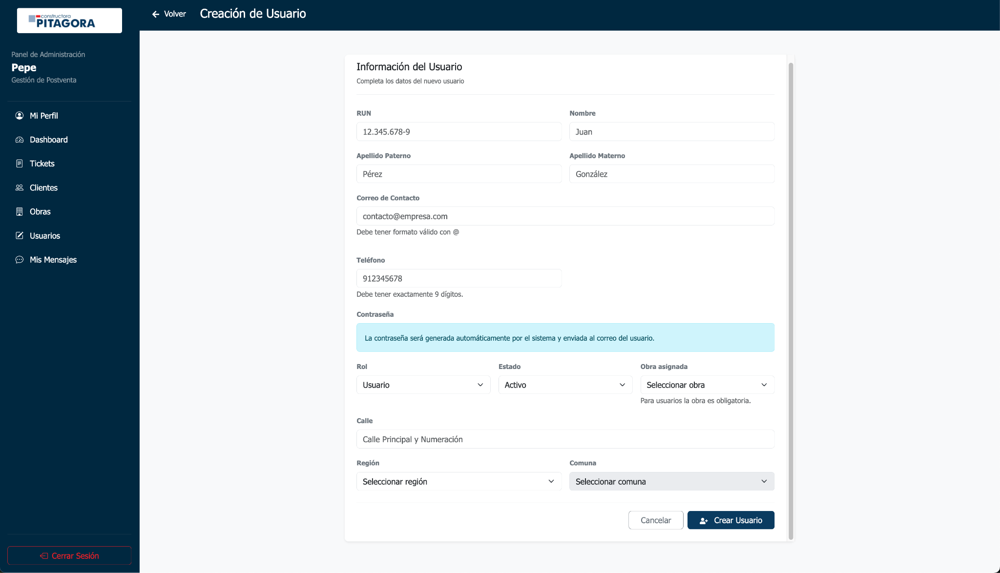 constructora
PITAGORA
Panel de Administración
Pepe
Gestión de Postventa
Mi Perfil
Dashboard
Tickets
Clientes
Obras
Usuarios
Mis Mensajes
Cerrar Sesión
Volver
Creación de Usuario
Información del Usuario
Completa los datos del nuevo usuario
RUN
Nombre
12.345.678-9
Juan
Apellido Paterno
Apellido Materno
Pérez
González
Correo de Contacto
contacto@empresa.com
Debe tener formato válido con @
Teléfono
912345678
Debe tener exactamente 9 dígitos.
Contraseña
La contraseña será generada automáticamente por el sistema y enviada al correo del usuario.
Rol
Estado
Obra asignada
Usuario
Activo
Seleccionar obra
Para usuarios la obra es obligatoria.
Calle
Calle Principal y Numeración
Región
Comuna
Seleccionar región
Seleccionar comuna
Cancelar
Crear Usuario